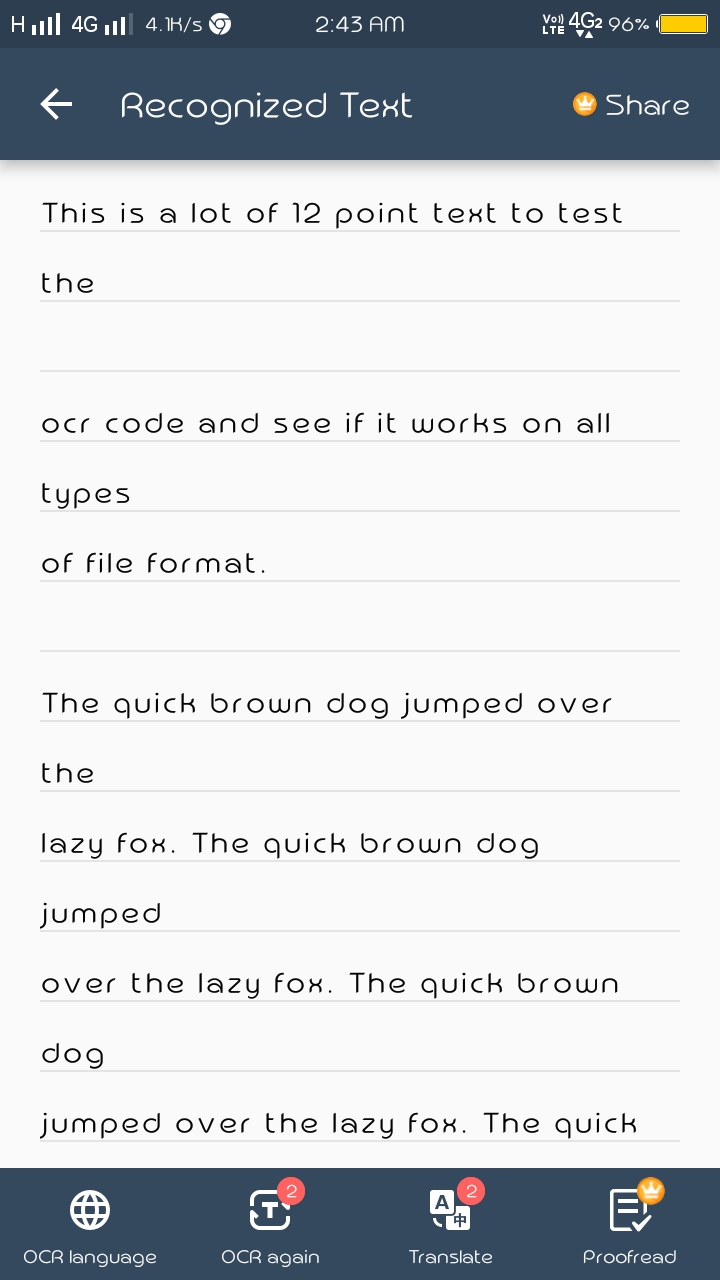 H 4G 4.1K/s 2:43 AM Vo)) LTE 4G2 96%
Recognized Text Share
This is a lot of 12 point text to test
the
ocr code and see if it works on all
types
of file format.
The quick brown dog jumped over
the
lazy fox. The quick brown dog
jumped
over the lazy fox. The quick brown
dog
jumped over the lazy fox. The quick
2 2
A 中
OCR language OCR again Translate Proofread